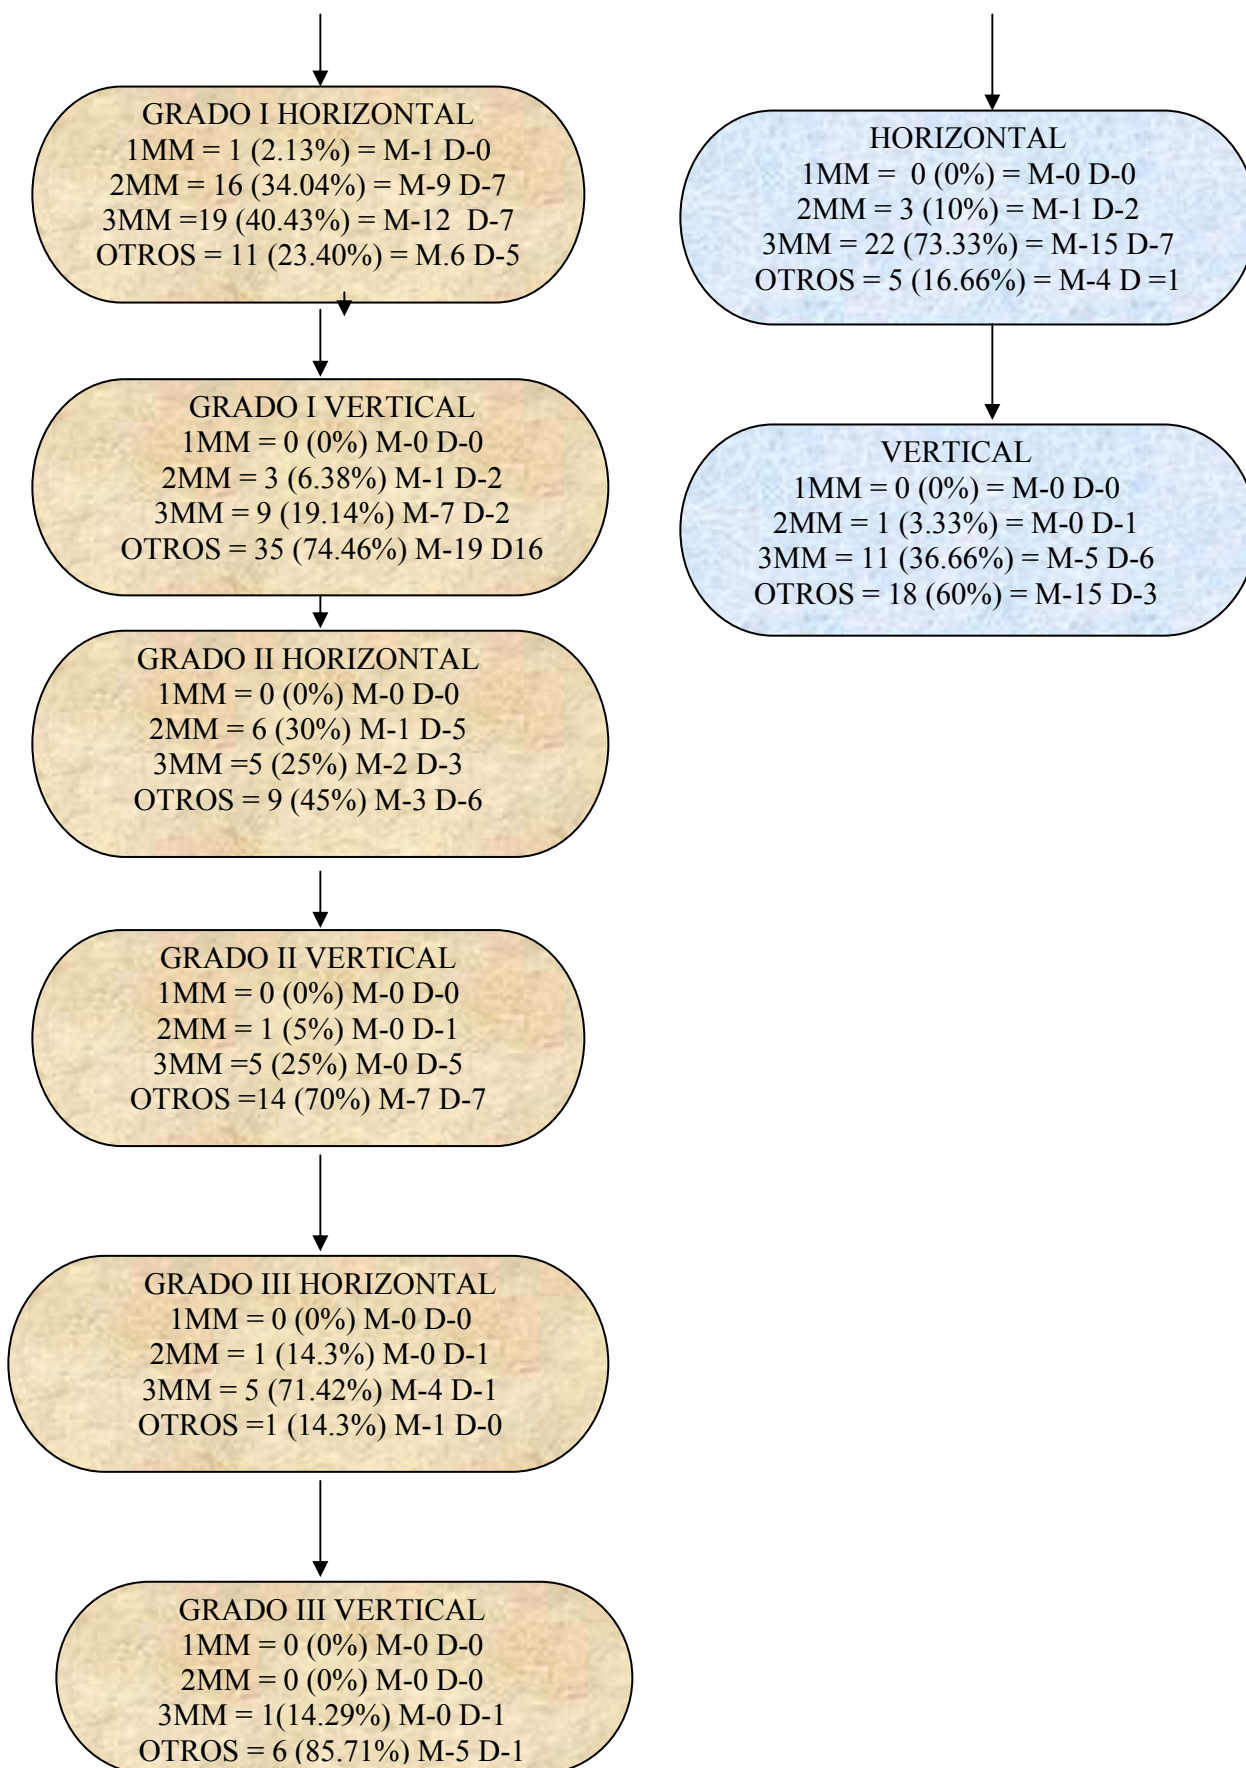 GRADO I HORIZONTAL
1MM = 1 (2.13%) = M-1 D-0
2MM = 16 (34.04%) = M-9 D-7
3MM =19 (40.43%) = M-12 D-7
OTROS = 11 (23.40%) = M.6 D-5
GRADO I VERTICAL
1MM = 0 (0%) M-0 D-0
2MM = 3 (6.38%) M-1 D-2
3MM = 9 (19.14%) M-7 D-2
OTROS = 35 (74.46%) M-19 D16
GRADO II HORIZONTAL
1MM = 0 (0%) M-0 D-0
2MM = 6 (30%) M-1 D-5
3MM =5 (25%) M-2 D-3
OTROS = 9 (45%) M-3 D-6
GRADO II VERTICAL
1MM = 0 (0%) M-0 D-0
2MM = 1 (5%) M-0 D-1
3MM =5 (25%) M-0 D-5
OTROS =14 (70%) M-7 D-7
GRADO III HORIZONTAL
1MM = 0 (0%) M-0 D-0
2MM = 1 (14.3%) M-0 D-1
3MM = 5 (71.42%) M-4 D-1
OTROS =1 (14.3%) M-1 D-0
GRADO III VERTICAL
1MM = 0 (0%) M-0 D-0
2MM = 0 (0%) M-0 D-0
3MM = 1(14.29%) M-0 D-1
OTROS = 6 (85.71%) M-5 D-1
HORIZONTAL
1MM = 0 (0%) = M-0 D-0
2MM = 3 (10%) = M-1 D-2
3MM = 22 (73.33%) = M-15 D-7
OTROS = 5 (16.66%) = M-4 D =1
VERTICAL
1MM = 0 (0%) = M-0 D-0
2MM = 1 (3.33%) = M-0 D-1
3MM = 11 (36.66%) = M-5 D-6
OTROS = 18 (60%) = M-15 D-3